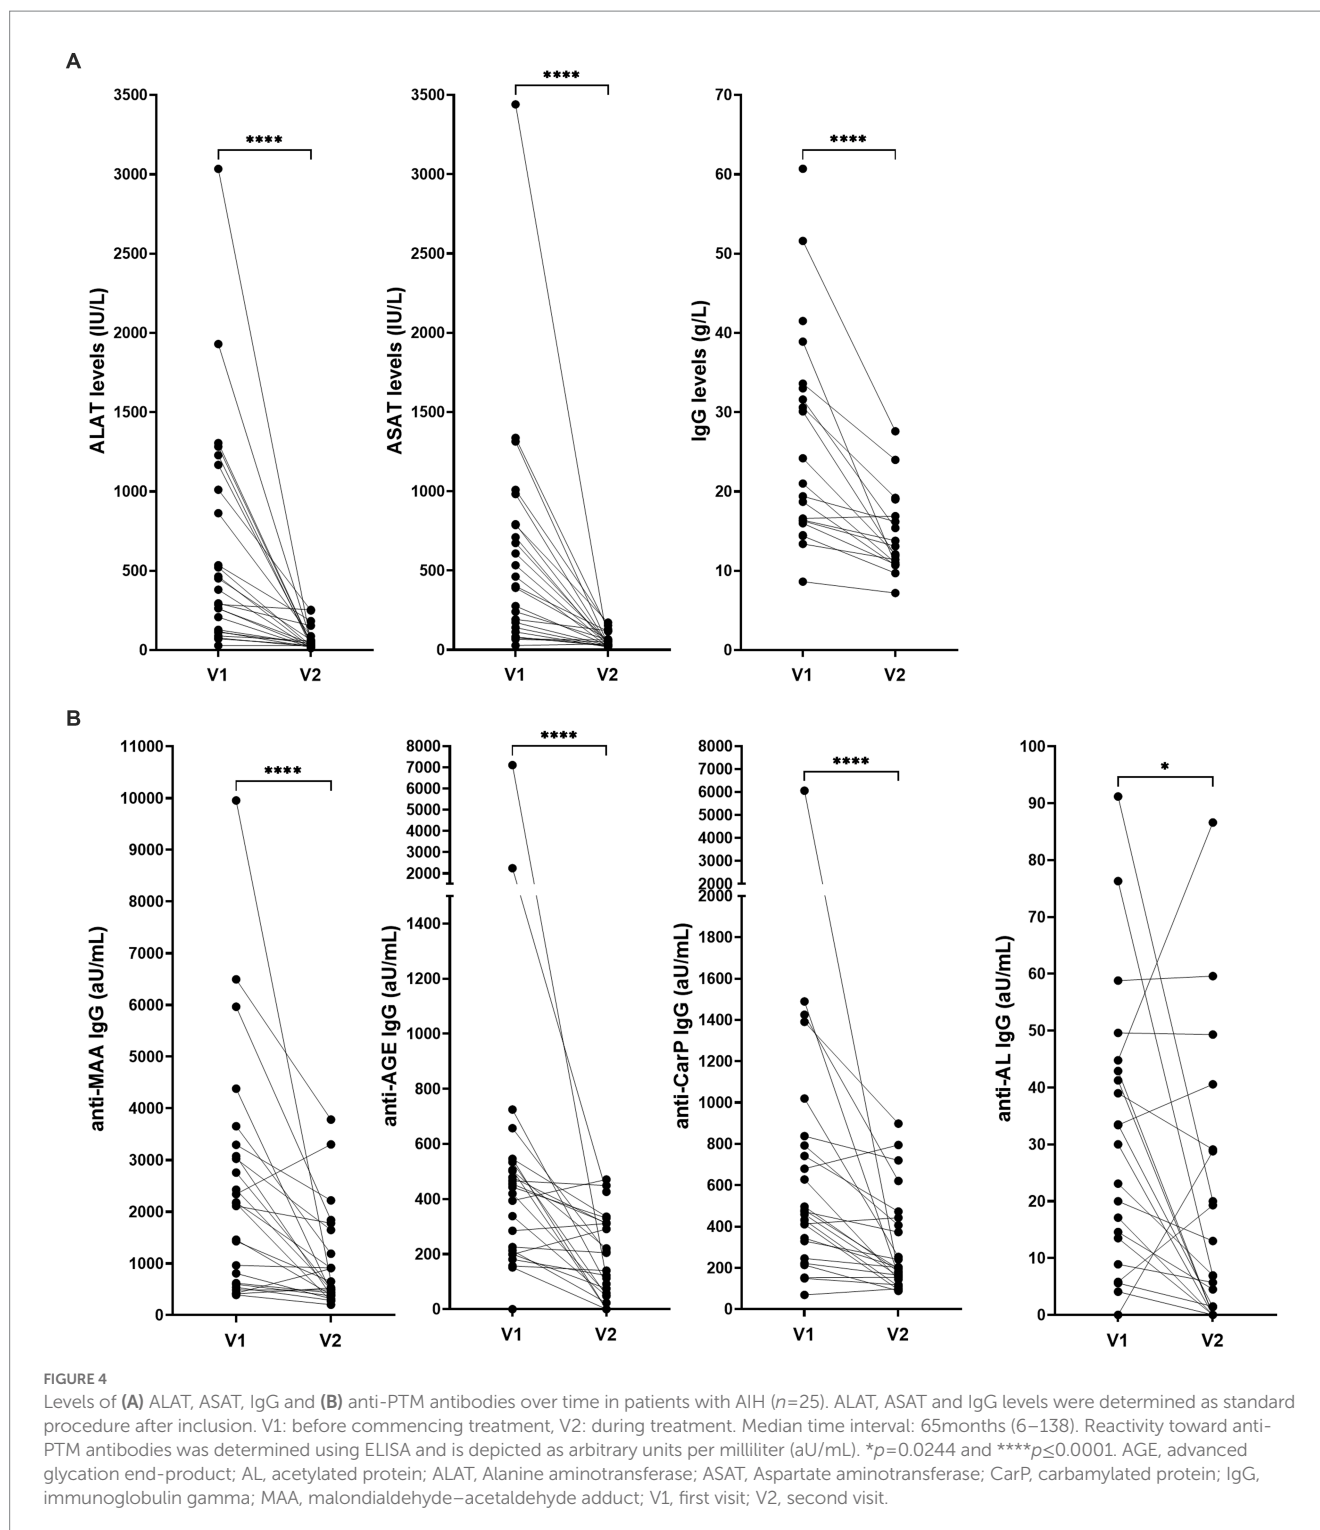 A
**** **** ****
3500 3000 2500 2000 1500 1000 500 0
ALAT levels (IU/L)
V1 V2
3500 3000 2500 2000 1500 1000 500 0
ASAT levels (IU/L)
V1 V2
70 60 50 40 30 20 10 0
IgG levels (g/L)
V1 V2
B
**** **** **** *
11000 10000 9000 8000 7000 6000 5000 4000 3000 2000 1000 0
anti-MAA IgG (aU/mL)
V1 V2
8000 7000 6000 5000 4000 3000 2000 1400 1200 1000 800 600 400 200 0
anti-AGE IgG (aU/mL)
V1 V2
8000 7000 6000 5000 4000 3000 2000 2000 1800 1600 1400 1200 1000 800 600 400 200 0
anti-CarP IgG (aU/mL)
V1 V2
100 90 80 70 60 50 40 30 20 10 0
anti-AL IgG (aU/mL)
V1 V2
FIGURE 4
Levels of (A) ALAT, ASAT, IgG and (B) anti-PTM antibodies over time in patients with AIH (n=25). ALAT, ASAT and IgG levels were determined as standard
procedure after inclusion. V1: before commencing treatment, V2: during treatment. Median time interval: 65months (6–138). Reactivity toward anti-
PTM antibodies was determined using ELISA and is depicted as arbitrary units per milliliter (aU/mL). *p=0.0244 and ****p≤0.0001. AGE, advanced
glycation end-product; AL, acetylated protein; ALAT, Alanine aminotransferase; ASAT, Aspartate aminotransferase; CarP, carbamylated protein; IgG,
immunoglobulin gamma; MAA, malondialdehyde–acetaldehyde adduct; V1, first visit; V2, second visit.